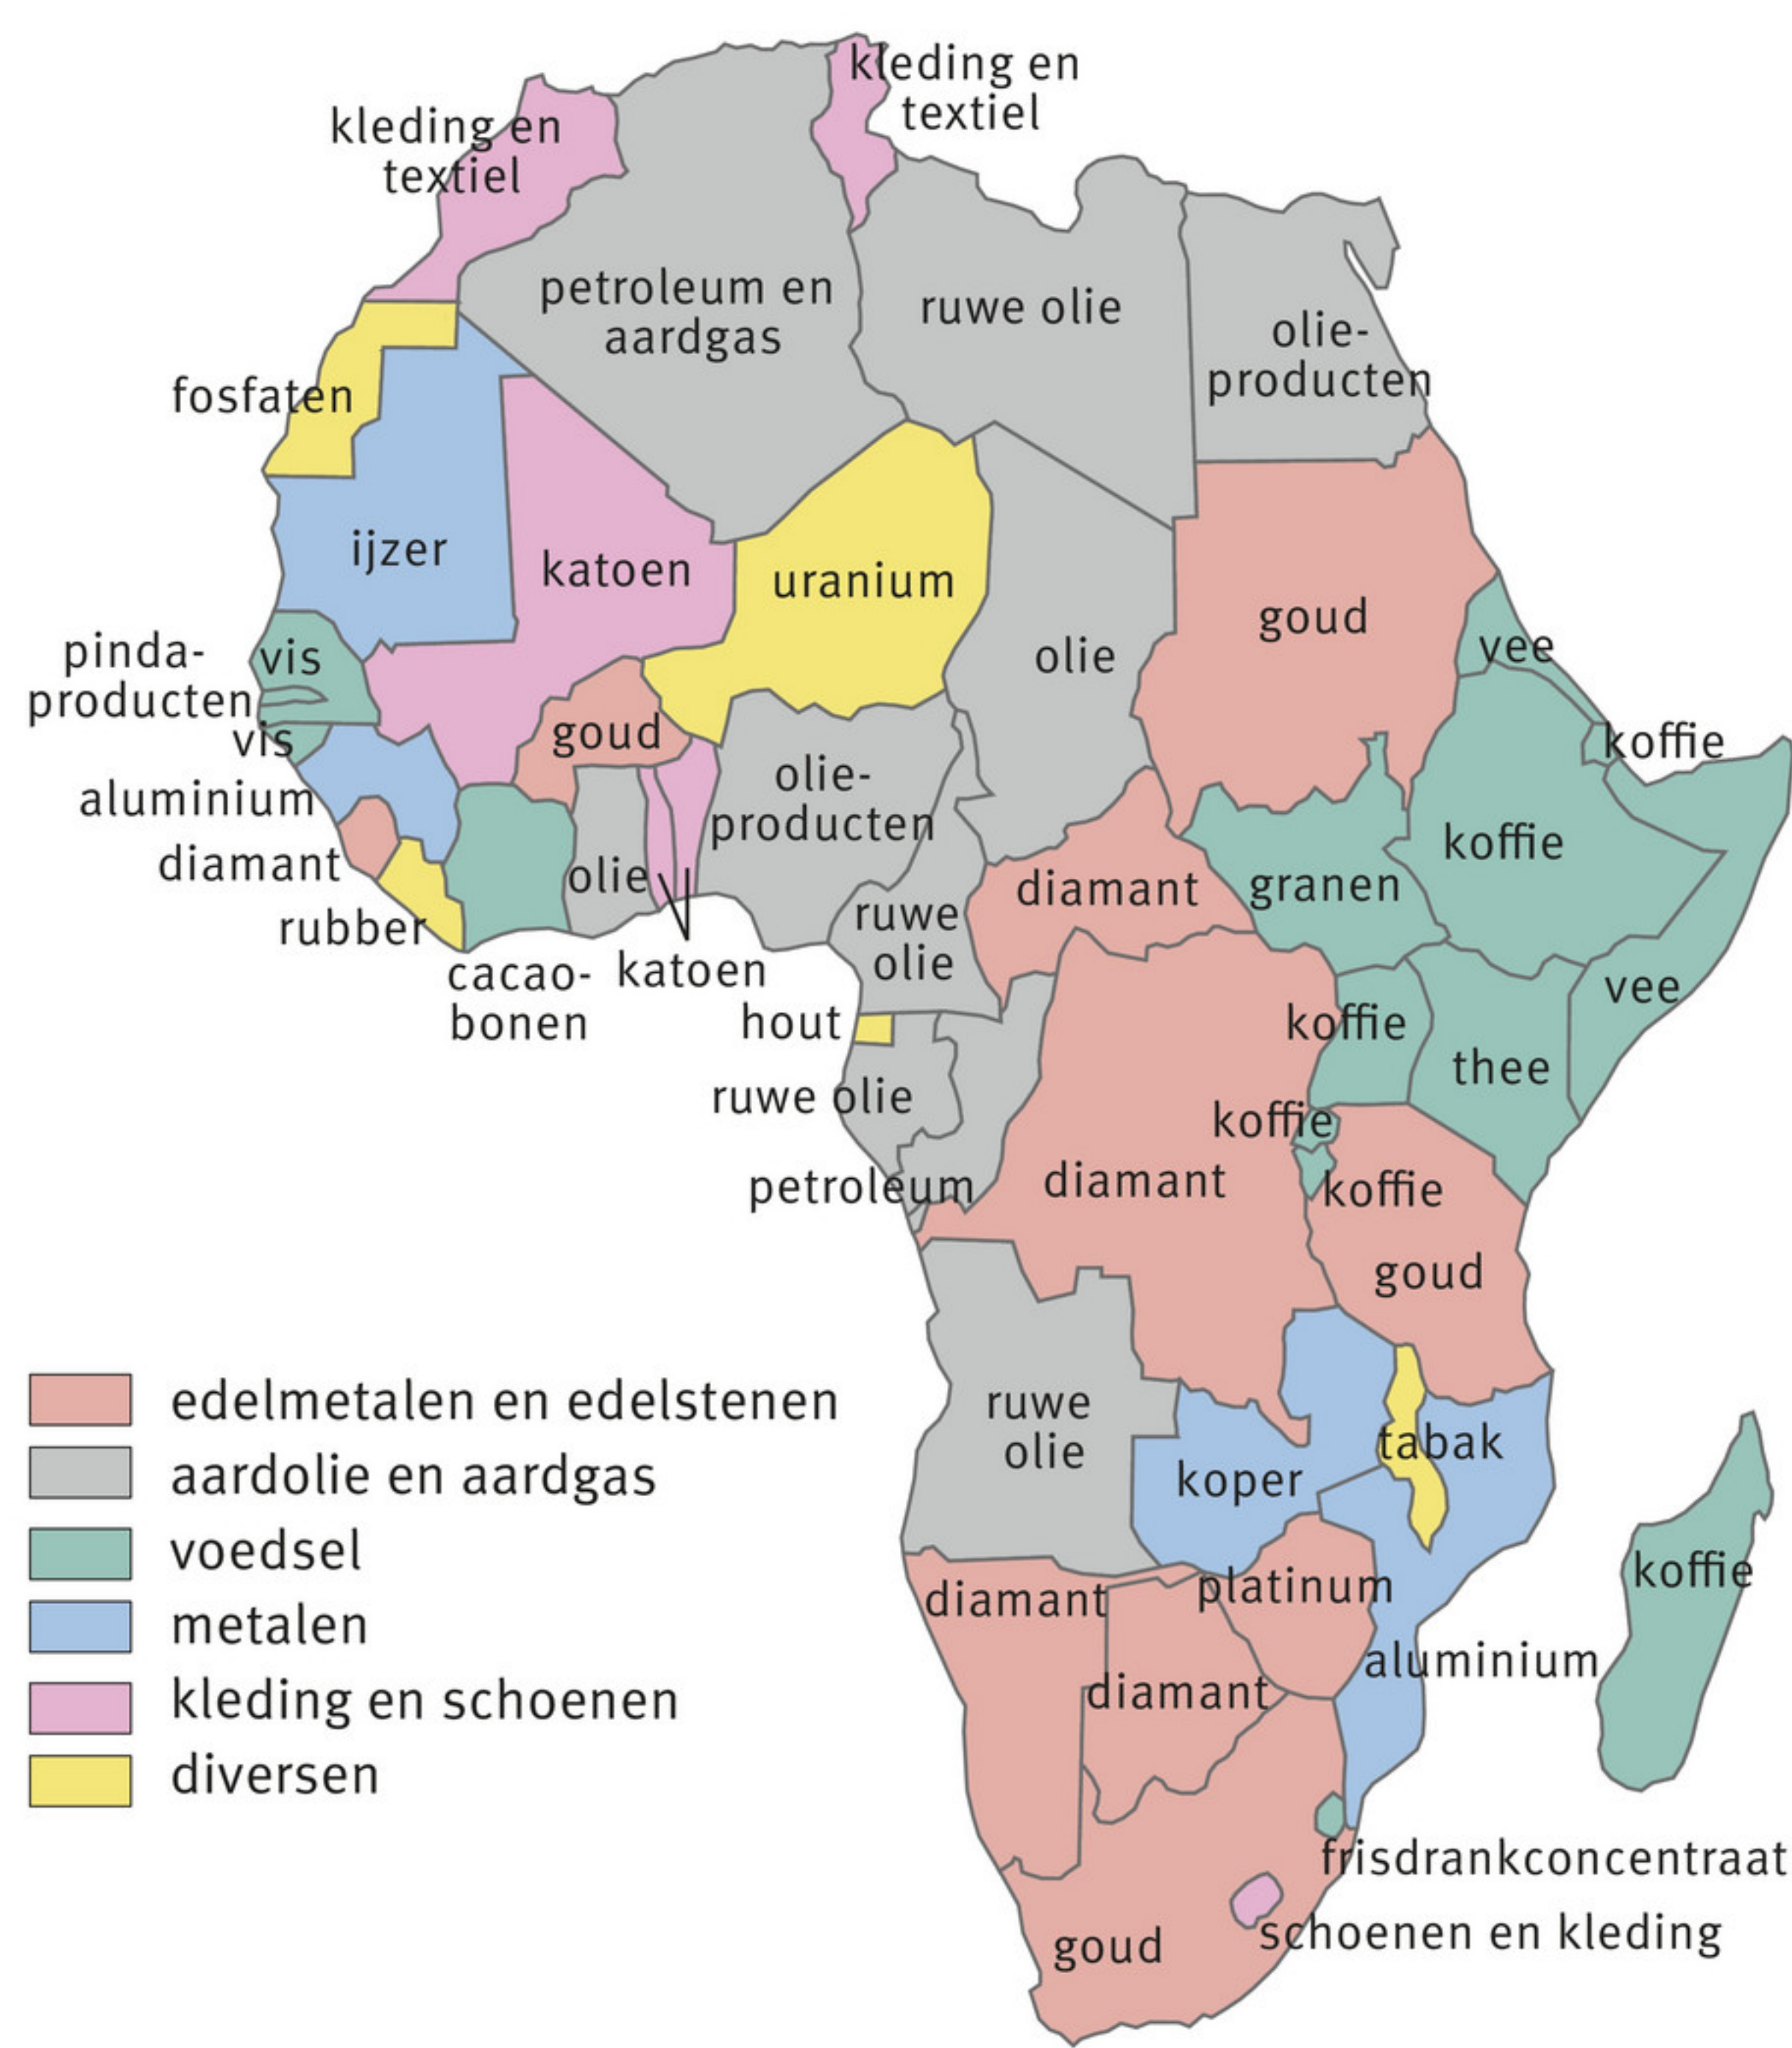 kleding en
textiel
kleding en
textiel
petroleum en
aardgas
ruwe olie
olie-
producten
fosfaten
ijzer
katoen
uranium
olie
goud
vee
pinda-
producten
vis
vis
goud
olie-
producten
koffie
aluminium
diamant
rubber
cacao-
bonen
olie
katoen
ruwe
olie
diamant
granen
koffie
vee
hout
ruwe olie
petroleum
koffie
thee
koffie
diamant
koffie
goud
ruwe
olie
koper
tabak
koffie
diamant
platinum
diamant
aluminium
frisdrankconcentraat
schoenen en kleding
goud
edelmetalen en edelstenen
aardolie en aardgas
voedsel
metalen
kleding en schoenen
diversen